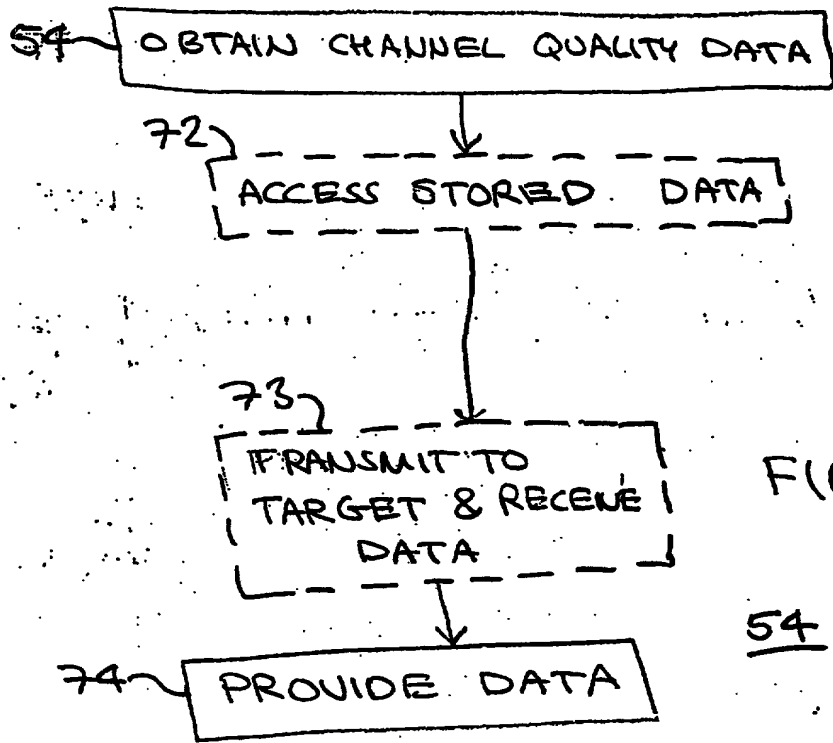 54 OBTAIN CHANNEL QUALITY DATA
72
ACCESS STORED DATA
73
TRANSMIT TO
TARGET & RECEIVE
DATA
54
74 PROVIDE DATA